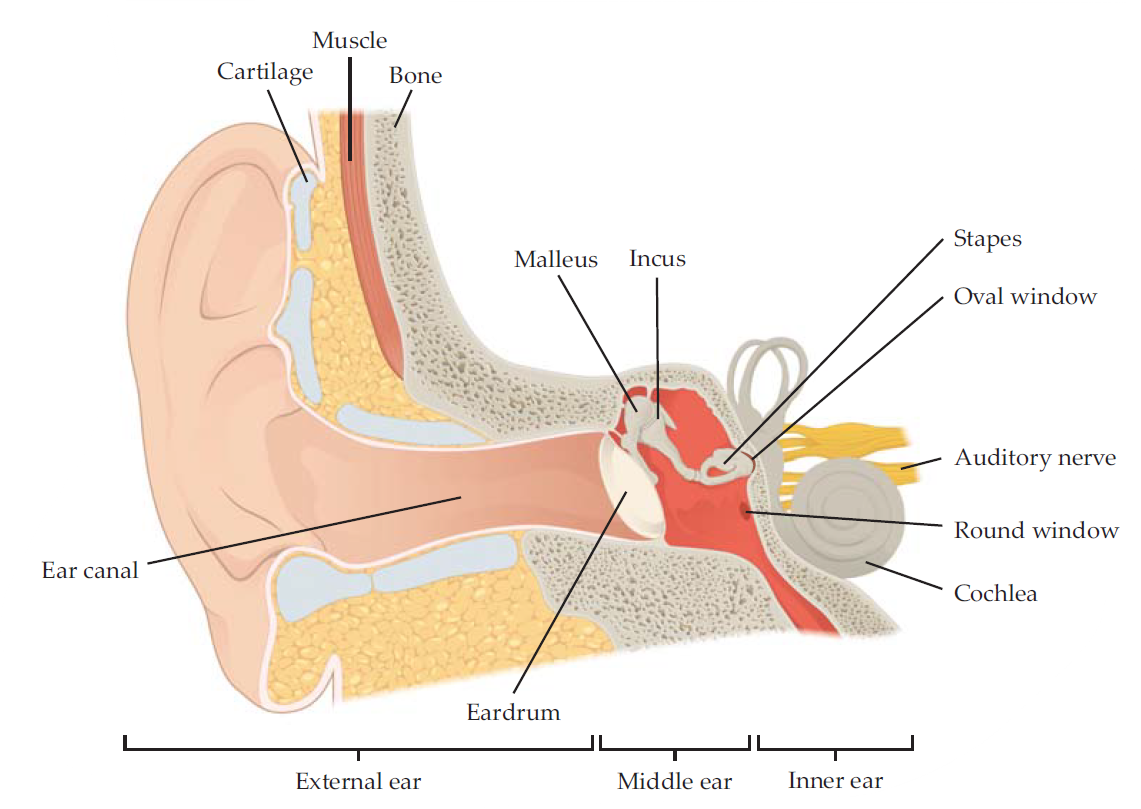 Muscle
Cartilage
Bone
Malleus
Incus
Stapes
Oval window
Auditory nerve
Round window
Cochlea
Ear canal
Eardrum
External ear
Middle ear
Inner ear